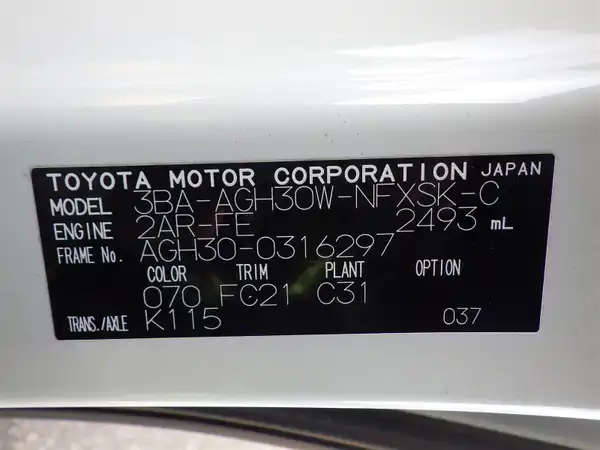 TOYOTA MOTOR CORPORATION JAPAN
MODEL 3BA-AGH30W-NFXSK-C
ENGINE 2AR-FE 2493 mL
FRAME No. AGH30-0316297
COLOR TRIM PLANT OPTION
070 FC21 C31
TRANS./AXLE K115 037